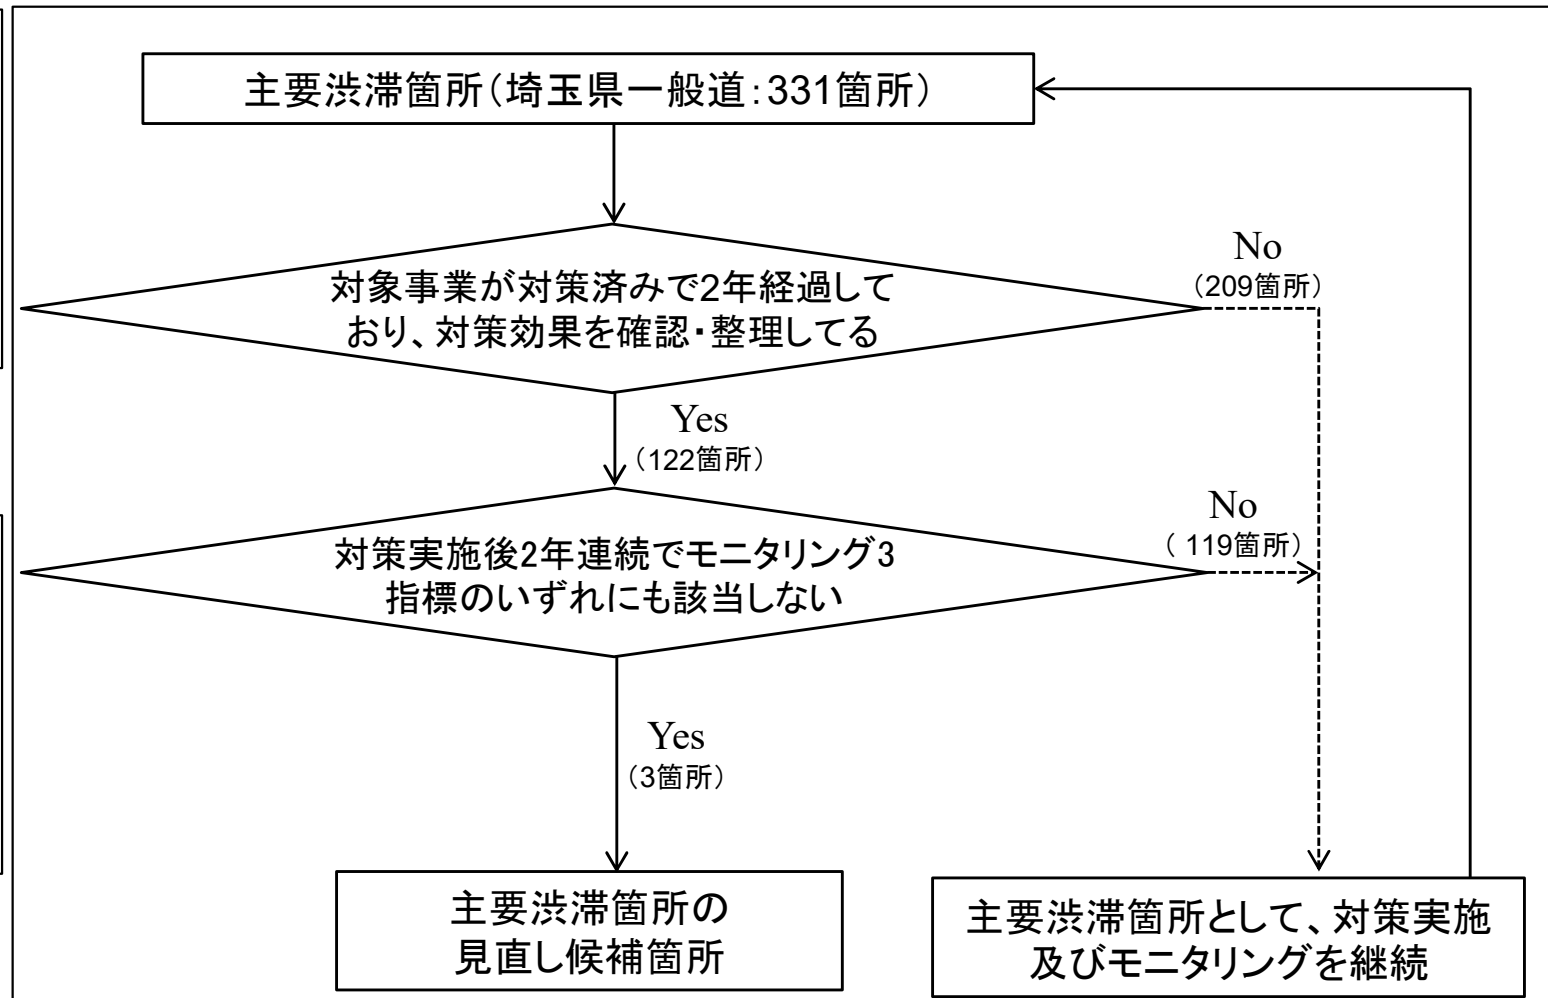 主要渋滞箇所（埼玉県一般道：331箇所）
対象事業が対策済みで2年経過して
おり、対策効果を確認・整理してる
No
（209箇所）
Yes
（122箇所）
対策実施後2年連続でモニタリング3
指標のいずれにも該当しない
No
（ 119箇所）
Yes
（3箇所）
主要渋滞箇所の
見直し候補箇所
主要渋滞箇所として、対策実施
及びモニタリングを継続